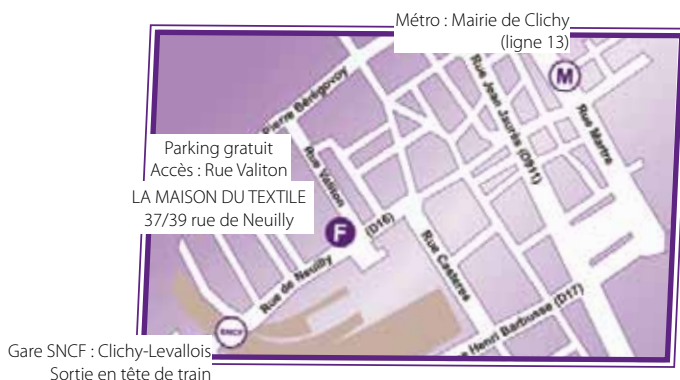 Métro : Mairie de Clichy
(ligne 13)
M
Pierre Bérégovoy
Rue Jean Jaurès (D911)
Rue Martre
Parking gratuit
Accès : Rue Valiton
Rue Valiton
LA MAISON DU TEXTILE
37/39 rue de Neuilly
F
(D16)
Rue de Neuilly
Rue Casteres
e Henri Barbusse (D17)
SNCF
Gare SNCF : Clichy-Levallois
Sortie en tête de train